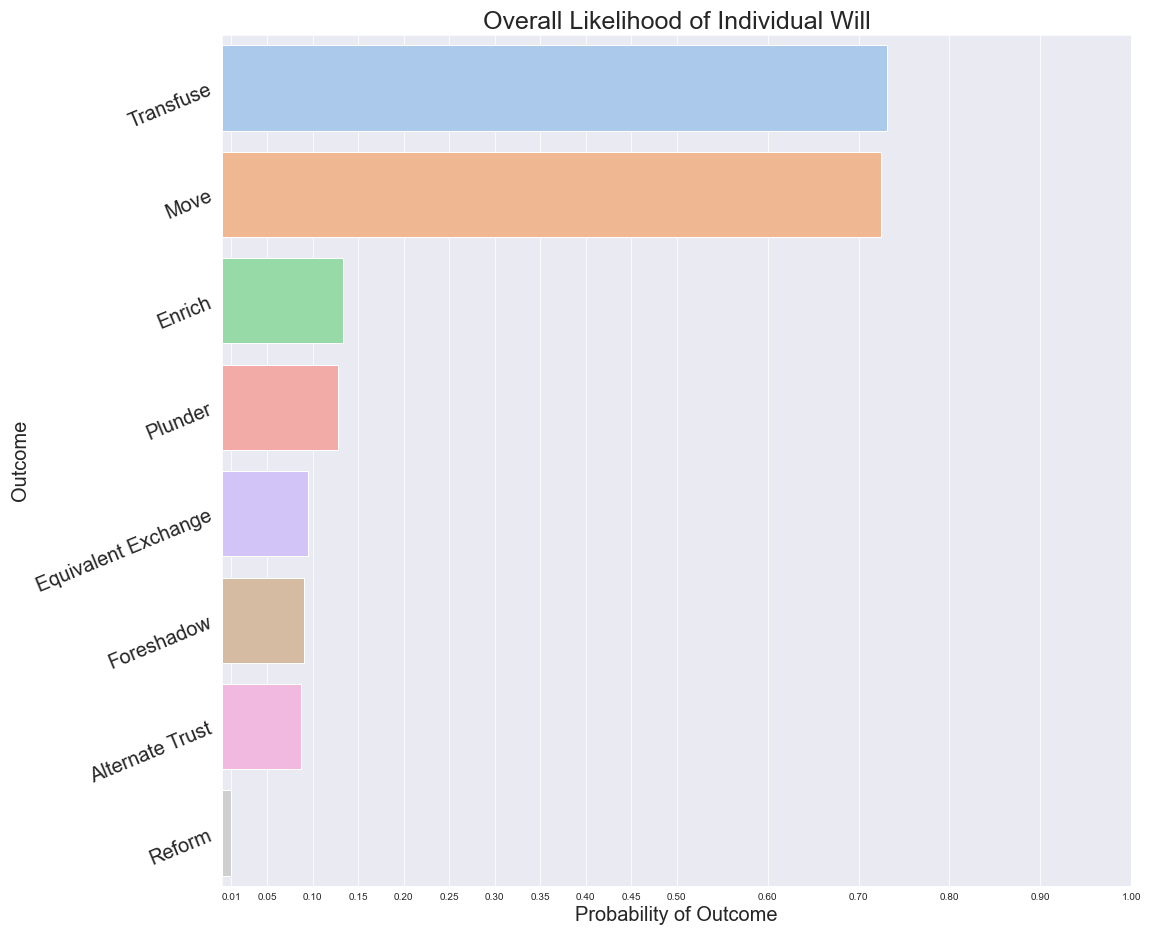 Overall Likelihood of Individual Will
Outcome
Transfuse
Move
Enrich
Plunder
Equivalent Exchange
Foreshadow
Alternate Trust
Reform
0.01 0.05 0.10 0.15 0.20 0.25 0.30 0.35 0.40 0.45 0.50 0.60 0.70 0.80 0.90 1.00
Probability of Outcome